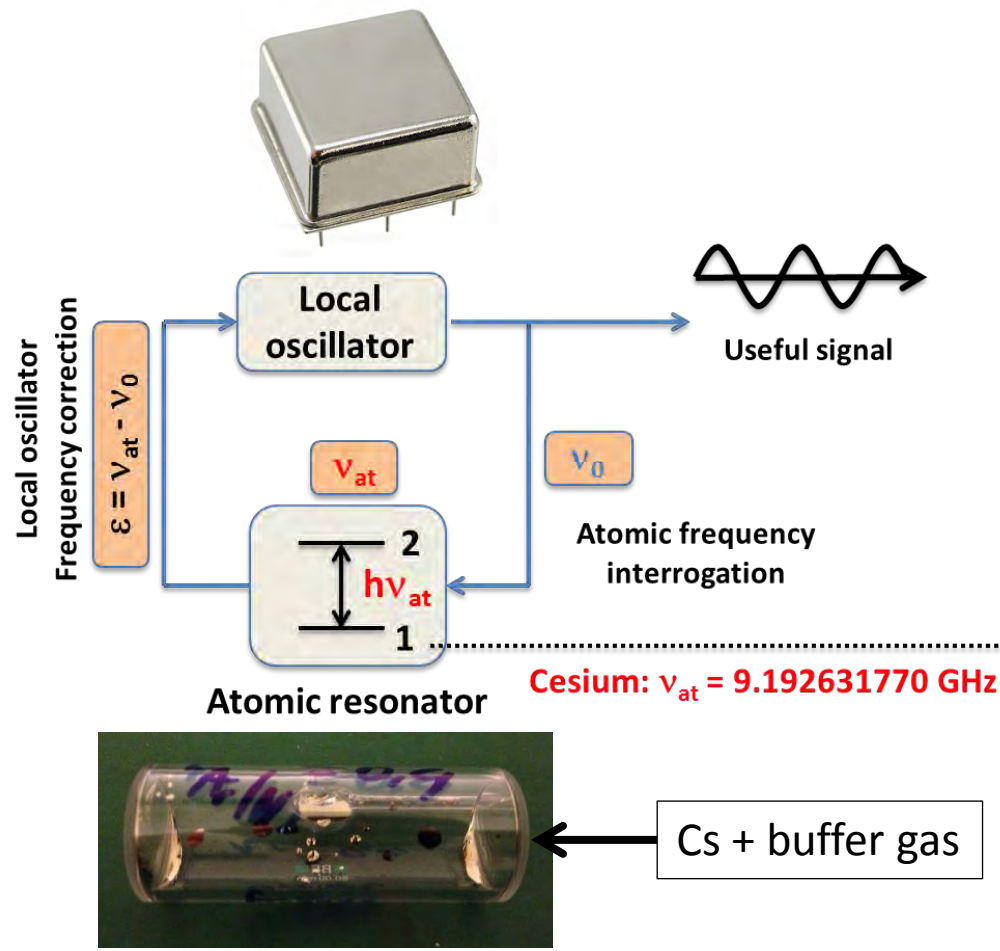 Local
oscillator
Useful signal
Local oscillator
Frequency correction
ε = νat - ν0
νat
ν0
Atomic frequency
interrogation
2
hνat
1
Cesium: νat = 9.192631770 GHz
Atomic resonator
Cs + buffer gas